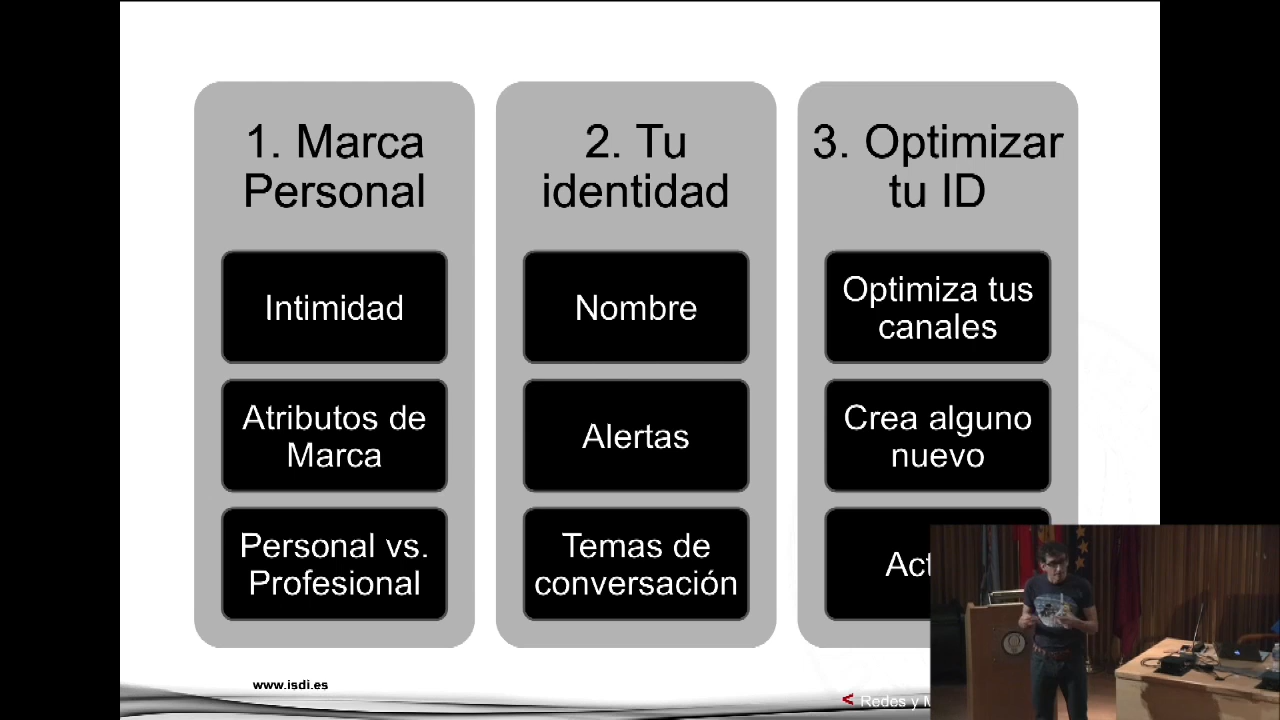 1. Marca
Personal
Intimidad
Atributos de
Marca
Personal vs.
Profesional
2. Tu
identidad
Nombre
Alertas
Temas de
conversación
3. Optimizar
tu ID
Optimiza tus
canales
Crea alguno
nuevo
www.isdi.es
Redes y